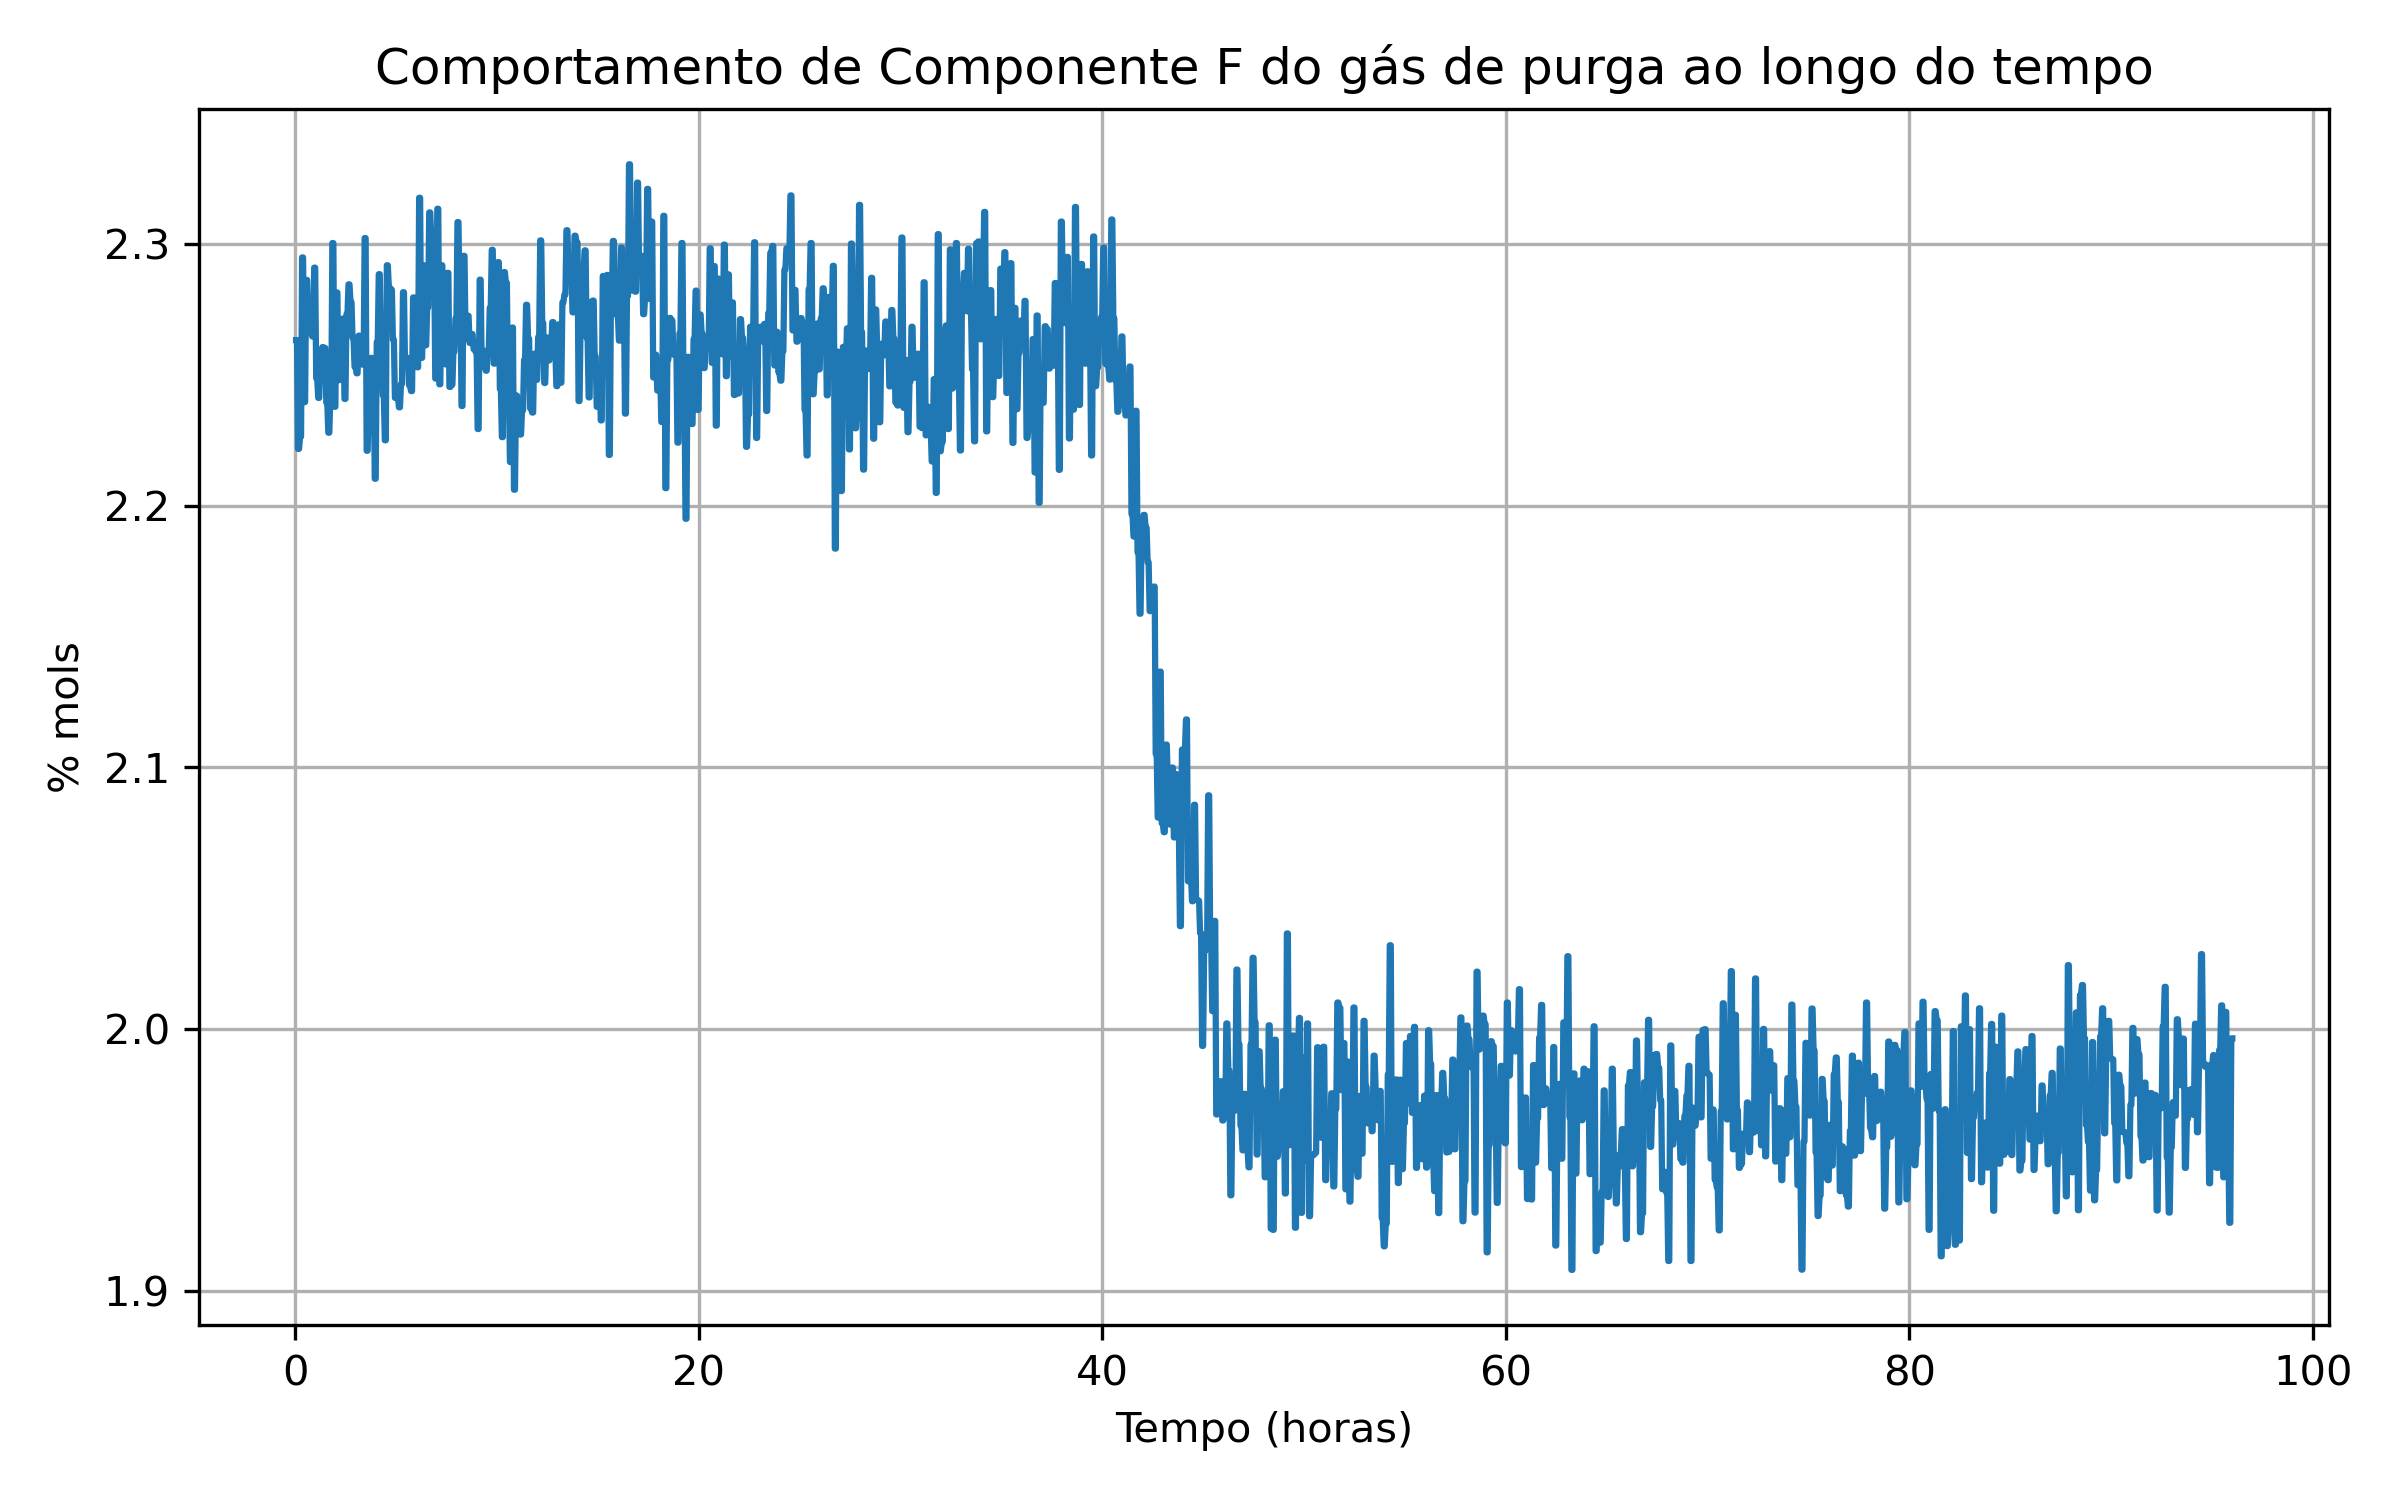 Comportamento de Componente F do gás de purga ao longo do tempo
% mols
2.3
2.2
2.1
2.0
1.9
0 20 40 60 80 100
Tempo (horas)